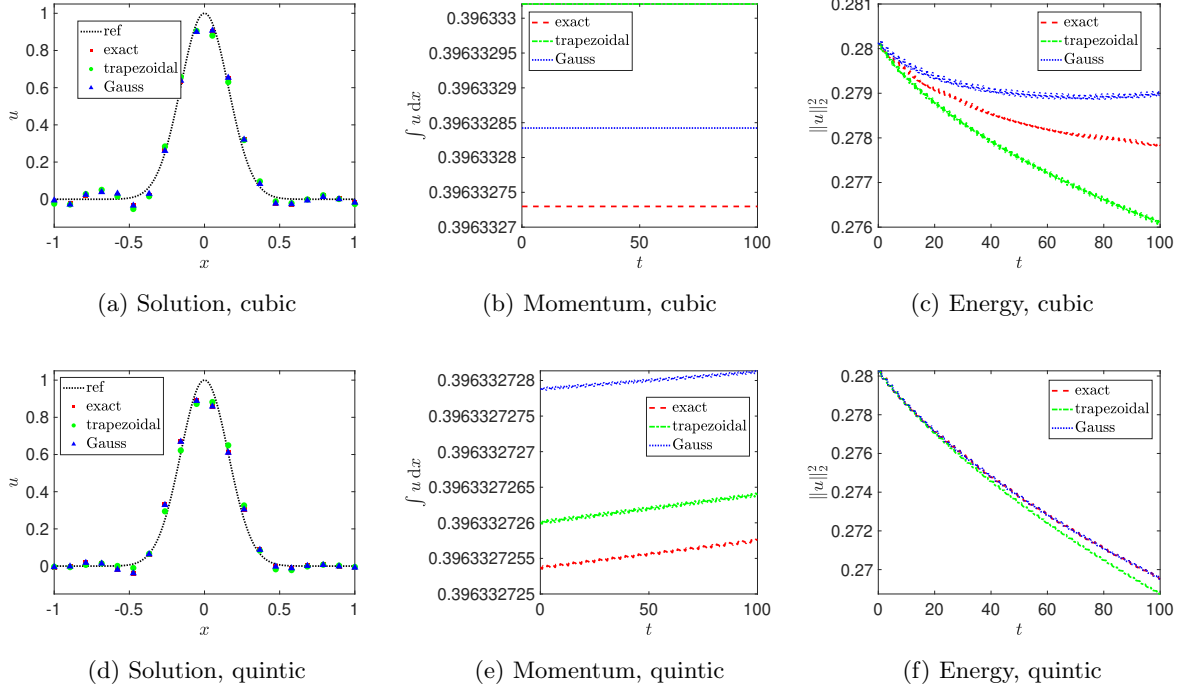 1
0.8
0.6
0.4
0.2
0
u
ref
exact
trapezoidal
Gauss
-1 -0.5 0 0.5 1
x
(a) Solution, cubic
0.396333
0.39633295
0.3963329
0.39633285
0.3963328
0.39633275
0.3963327
∫ u dx
exact
trapezoidal
Gauss
0 50 100
t
(b) Momentum, cubic
0.281
0.28
0.279
0.278
0.277
0.276
||u||₂²
exact
trapezoidal
Gauss
0 20 40 60 80 100
t
(c) Energy, cubic
1
0.8
0.6
0.4
0.2
0
u
ref
exact
trapezoidal
Gauss
-1 -0.5 0 0.5 1
x
(d) Solution, quintic
0.396332728
0.3963327275
0.396332727
0.3963327265
0.396332726
0.3963327255
0.396332725
∫ u dx
exact
trapezoidal
Gauss
0 50 100
t
(e) Momentum, quintic
0.28
0.278
0.276
0.274
0.272
0.27
||u||₂²
exact
trapezoidal
Gauss
0 20 40 60 80 100
t
(f) Energy, quintic